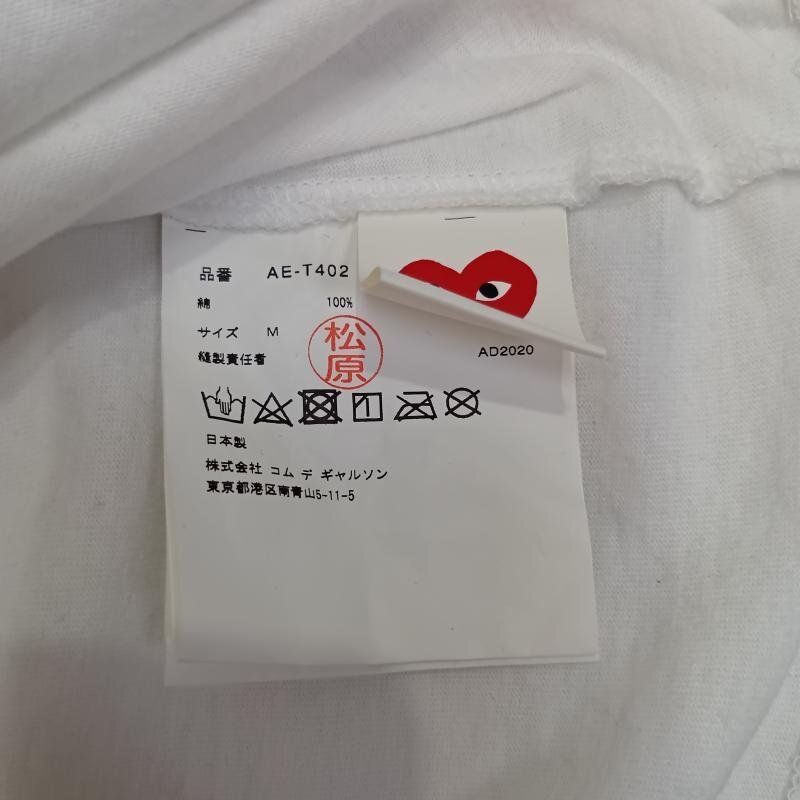 品番 AE-T402
綿 100%
サイズ M
縫製責任者
松原
AD2020
日本製
株式会社 コム デ ギャルソン
東京都港区南青山5-11-5